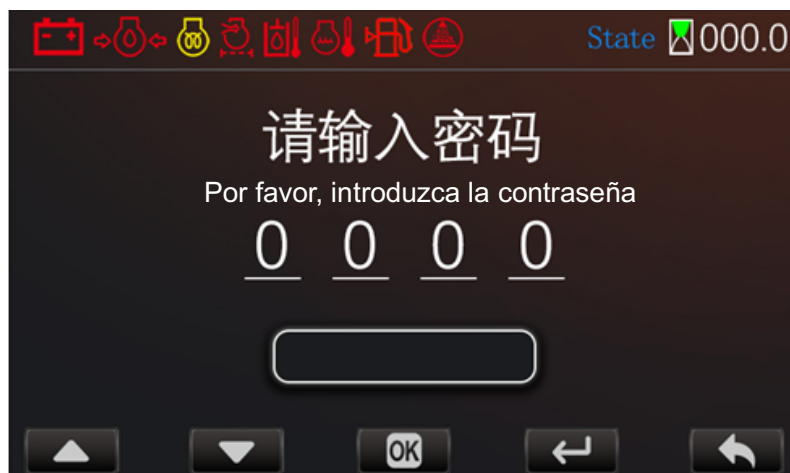 State 000.0
请输入密码
Por favor, introduzca la contraseña
0 0 0 0
OK